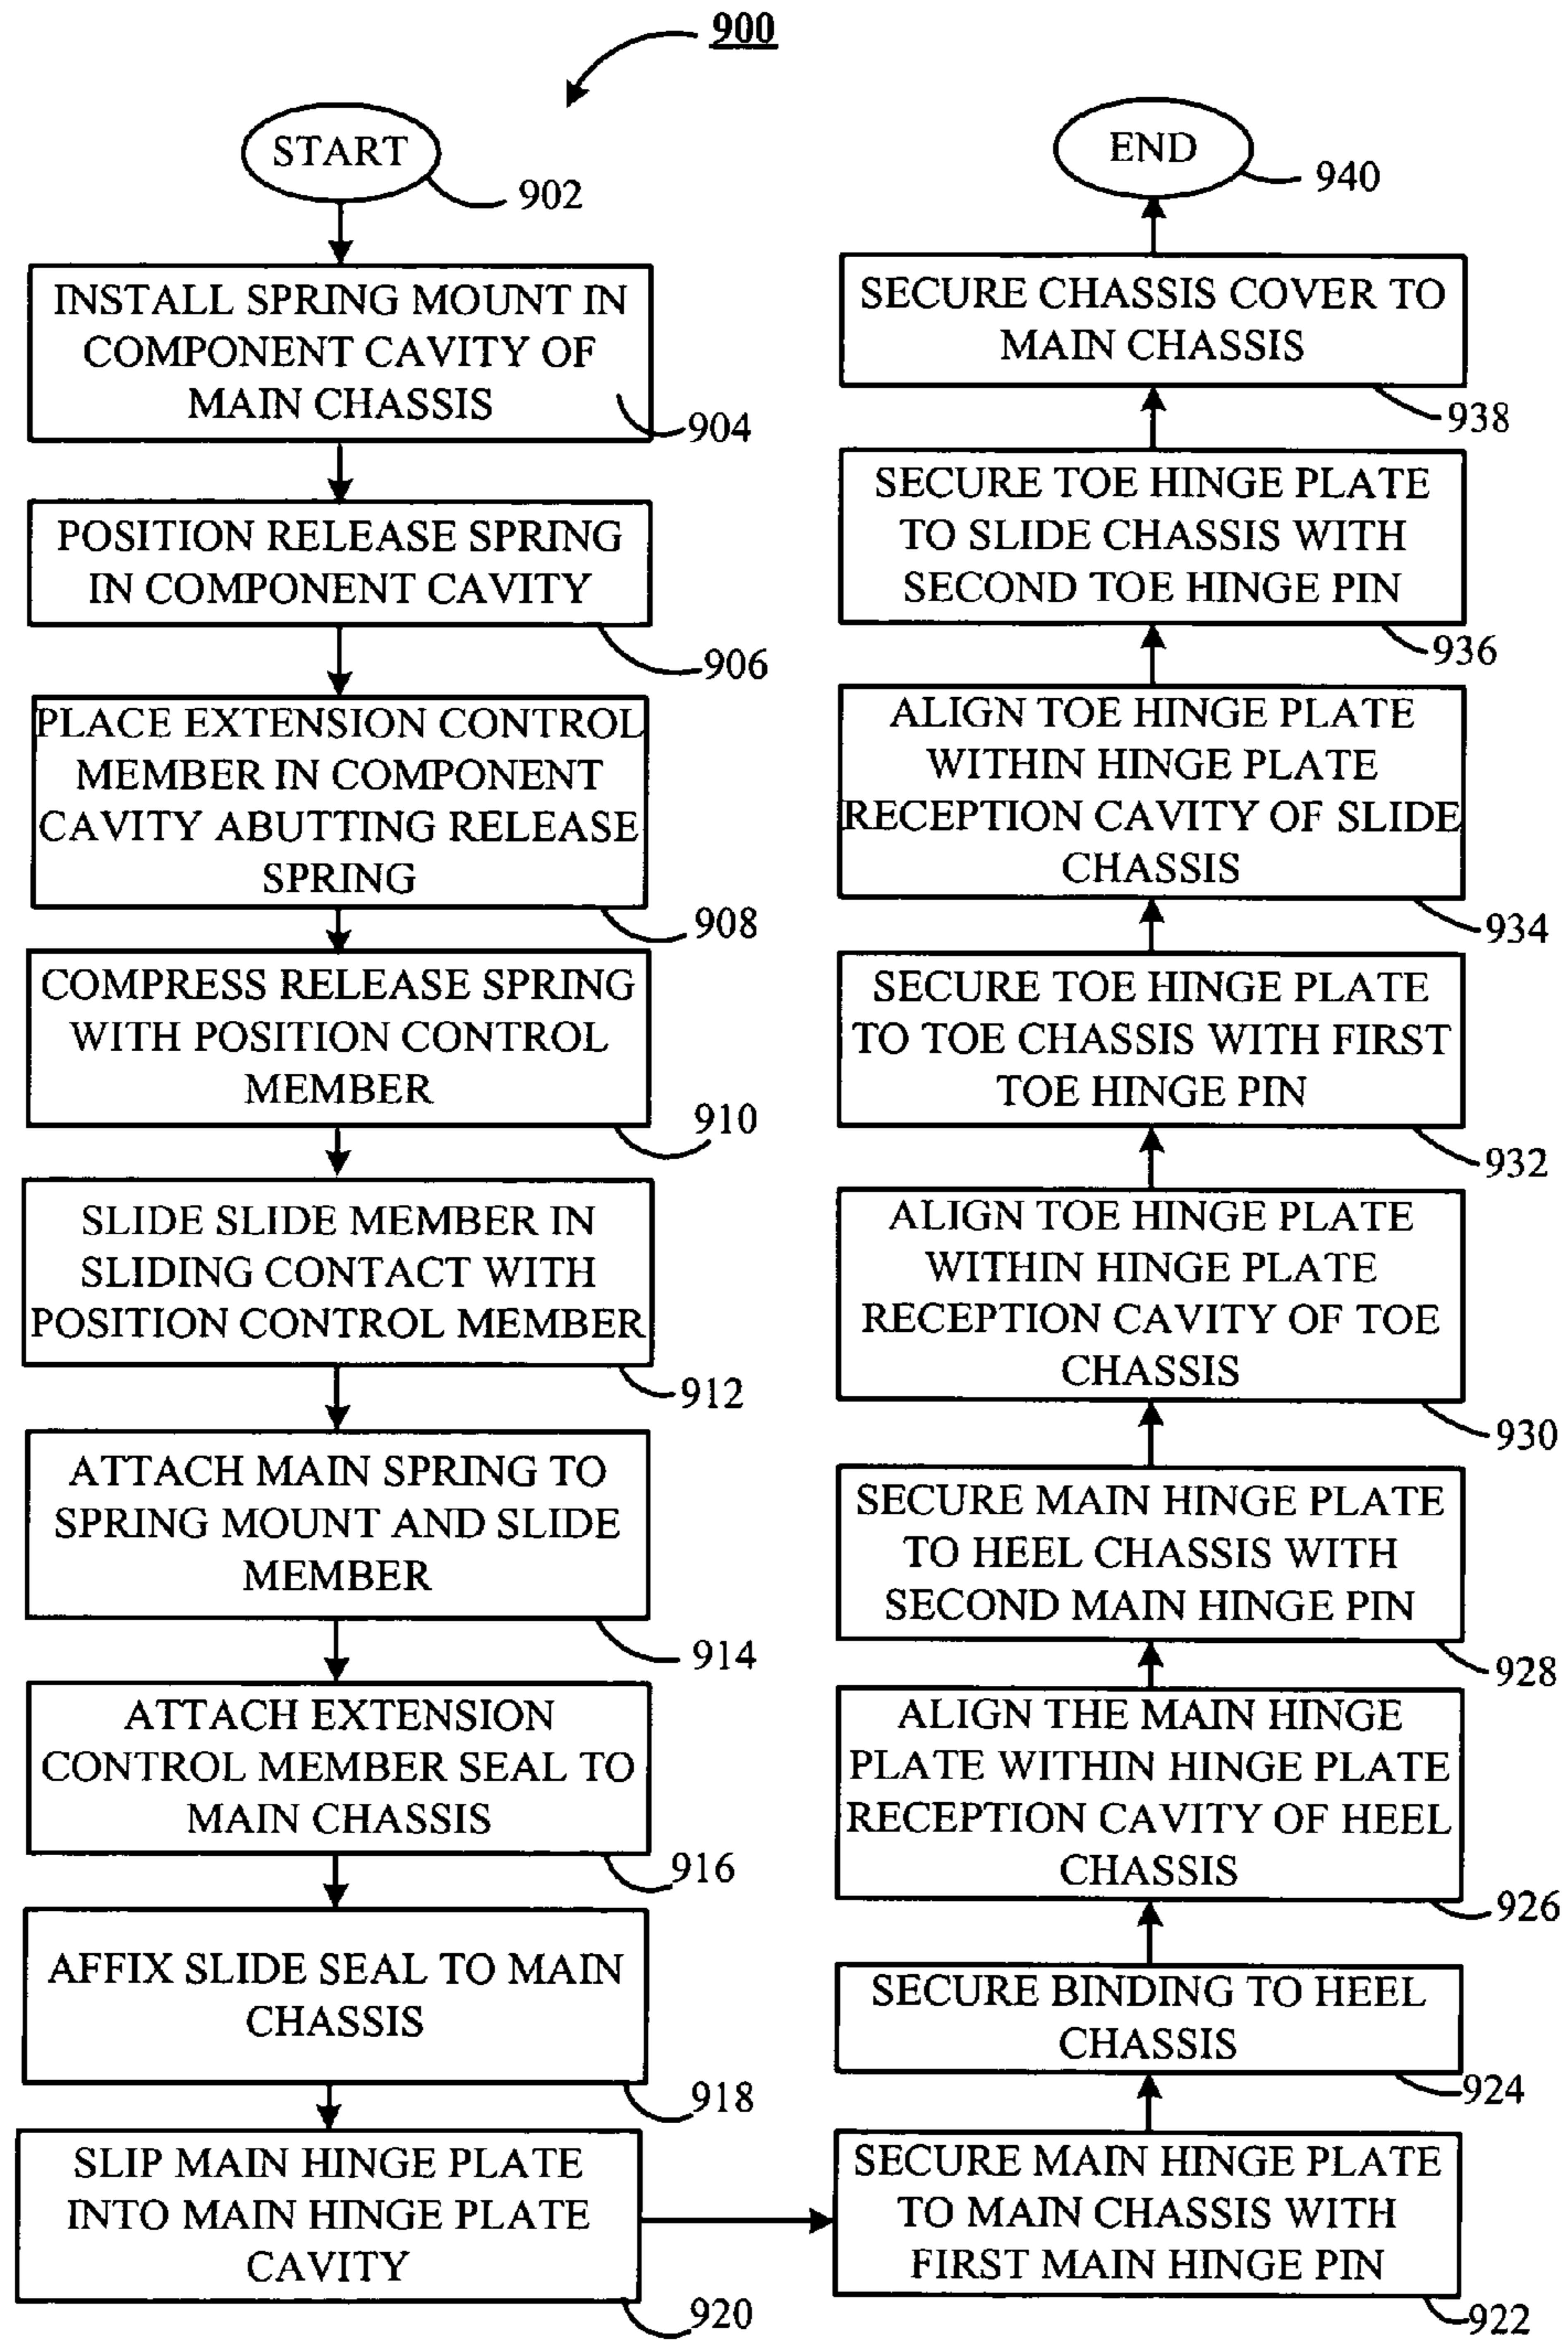 900
START
902
INSTALL SPRING MOUNT IN
COMPONENT CAVITY OF
MAIN CHASSIS
904
POSITION RELEASE SPRING
IN COMPONENT CAVITY
906
PLACE EXTENSION CONTROL
MEMBER IN COMPONENT
CAVITY ABUTTING RELEASE
SPRING
908
COMPRESS RELEASE SPRING
WITH POSITION CONTROL
MEMBER
910
SLIDE SLIDE MEMBER IN
SLIDING CONTACT WITH
POSITION CONTROL MEMBER
912
ATTACH MAIN SPRING TO
SPRING MOUNT AND SLIDE
MEMBER
914
ATTACH EXTENSION
CONTROL MEMBER SEAL TO
MAIN CHASSIS
916
AFFIX SLIDE SEAL TO MAIN
CHASSIS
918
SLIP MAIN HINGE PLATE
INTO MAIN HINGE PLATE
CAVITY
920
SECURE MAIN HINGE PLATE
TO MAIN CHASSIS WITH
FIRST MAIN HINGE PIN
922
SECURE BINDING TO HEEL
CHASSIS
924
ALIGN THE MAIN HINGE
PLATE WITHIN HINGE PLATE
RECEPTION CAVITY OF HEEL
CHASSIS
926
SECURE MAIN HINGE PLATE
TO HEEL CHASSIS WITH
SECOND MAIN HINGE PIN
928
ALIGN TOE HINGE PLATE
WITHIN HINGE PLATE
RECEPTION CAVITY OF TOE
CHASSIS
930
SECURE TOE HINGE PLATE
TO TOE CHASSIS WITH FIRST
TOE HINGE PIN
932
ALIGN TOE HINGE PLATE
WITHIN HINGE PLATE
RECEPTION CAVITY OF SLIDE
CHASSIS
934
SECURE TOE HINGE PLATE
TO SLIDE CHASSIS WITH
SECOND TOE HINGE PIN
936
SECURE CHASSIS COVER TO
MAIN CHASSIS
938
END
940